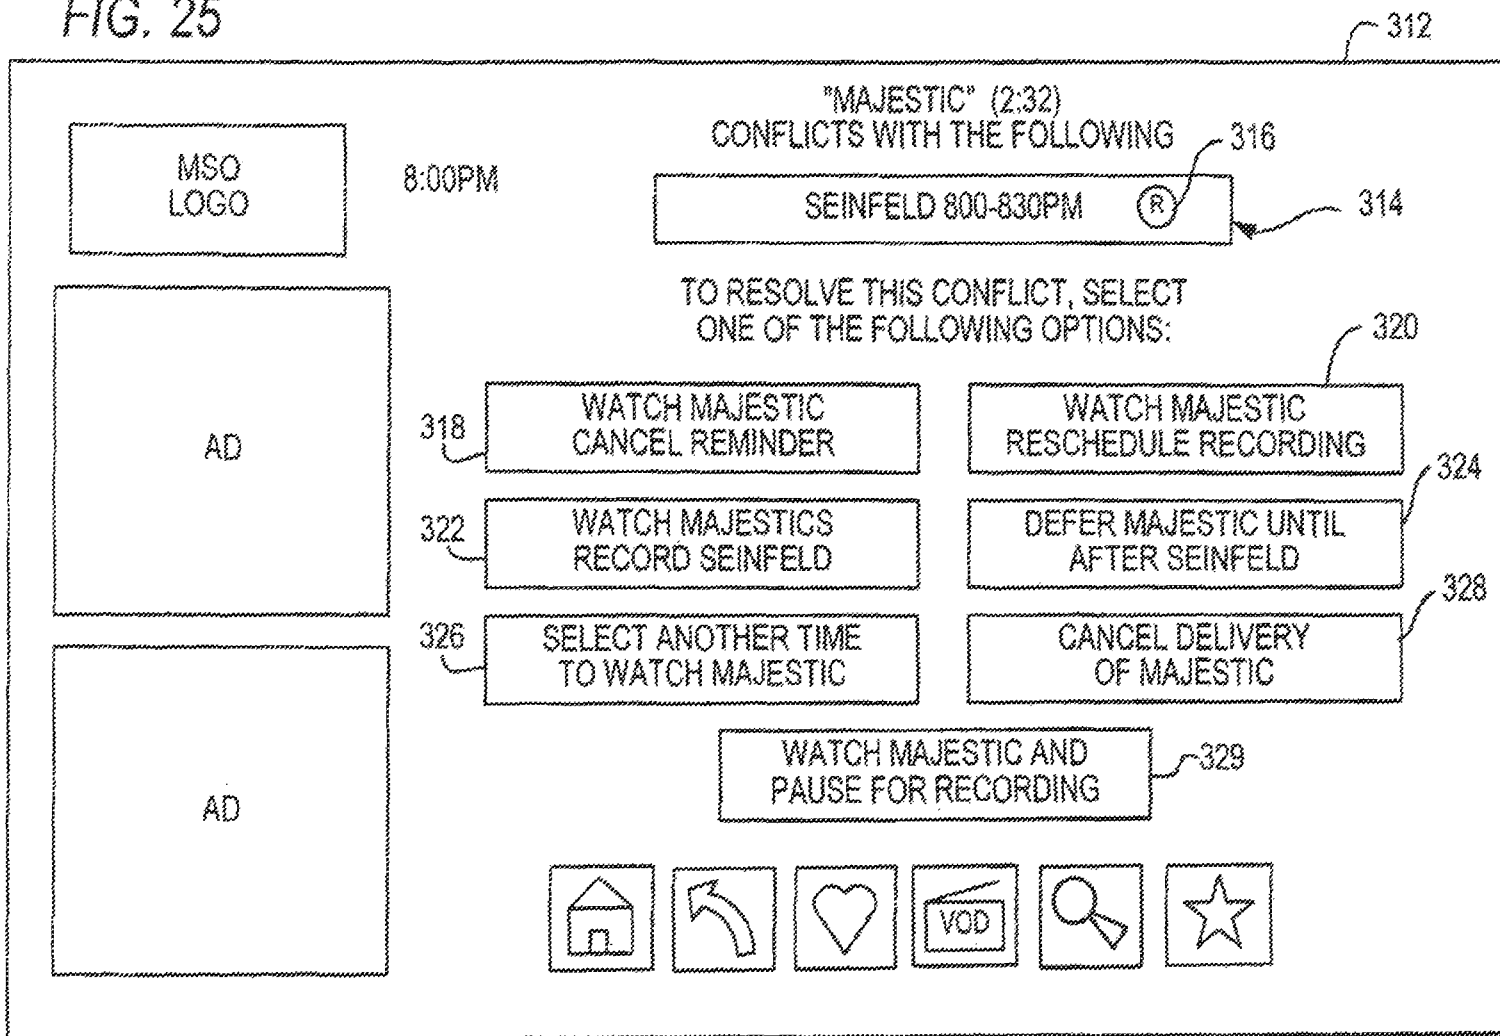 FIG. 25
312
"MAJESTIC" (2:32)
CONFLICTS WITH THE FOLLOWING
316
MSO
LOGO
8:00PM
SEINFELD 800-830PM
R
314
TO RESOLVE THIS CONFLICT, SELECT
ONE OF THE FOLLOWING OPTIONS:
320
AD
318
WATCH MAJESTIC
CANCEL REMINDER
WATCH MAJESTIC
RESCHEDULE RECORDING
324
322
WATCH MAJESTICS
RECORD SEINFELD
DEFER MAJESTIC UNTIL
AFTER SEINFELD
328
326
SELECT ANOTHER TIME
TO WATCH MAJESTIC
CANCEL DELIVERY
OF MAJESTIC
AD
WATCH MAJESTIC AND
PAUSE FOR RECORDING
329
VOD